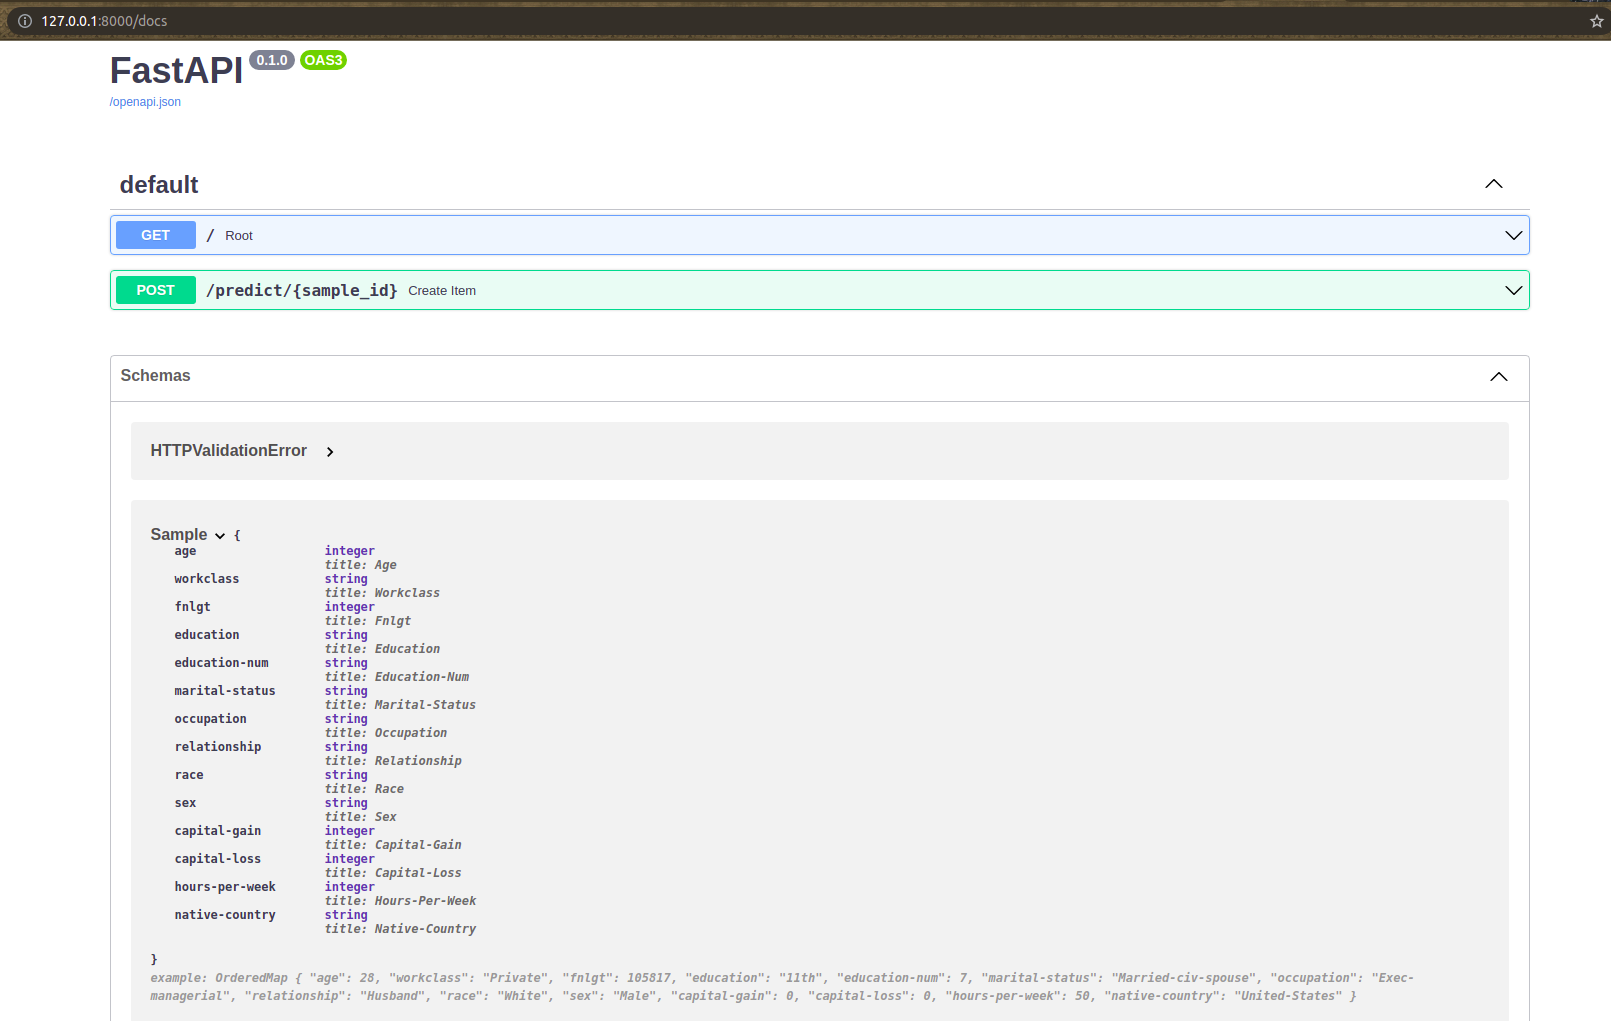 127.0.0.1:8000/docs
FastAPI 0.1.0 OAS3
/openapi.json
default
GET / Root
POST /predict/{sample_id} Create Item
Schemas
HTTPValidationError
Sample {
age integer
title: Age
workclass string
title: Workclass
fnlgt integer
title: Fnlgt
education string
title: Education
education-num string
title: Education-Num
marital-status string
title: Marital-Status
occupation string
title: Occupation
relationship string
title: Relationship
race string
title: Race
sex string
title: Sex
capital-gain integer
title: Capital-Gain
capital-loss integer
title: Capital-Loss
hours-per-week integer
title: Hours-Per-Week
native-country string
title: Native-Country
}
example: OrderedMap { "age": 28, "workclass": "Private", "fnlgt": 105817, "education": "11th", "education-num": 7, "marital-status": "Married-civ-spouse", "occupation": "Exec-
managerial", "relationship": "Husband", "race": "White", "sex": "Male", "capital-gain": 0, "capital-loss": 0, "hours-per-week": 50, "native-country": "United-States" }